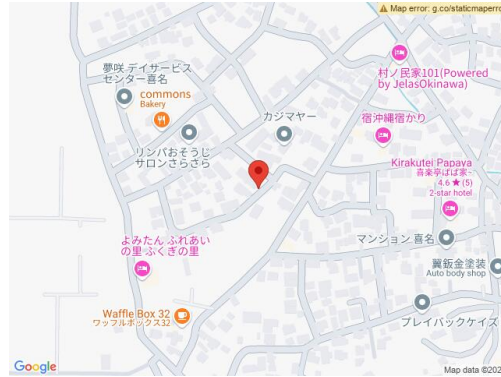 Map error: g.co/staticmaperro
夢咲 デイサービス
センター喜名
commons
Bakery
村ノ民家101(Powered
by JelasOkinawa)
カジマヤー
宿沖縄宿かり
リンパおそうじ
サロンさらさら
Kirakutei Papaya
喜楽亭ぱぱ家-
4.6 ★ (5)
2-star hotel
よみたん ふれあい
の里 ふくぎの里
マンション 喜名
翼鈑金塗装
Auto body shop
Waffle Box 32
ワッフルボックス32
プレイバックケイズ
Google
Map data ©202